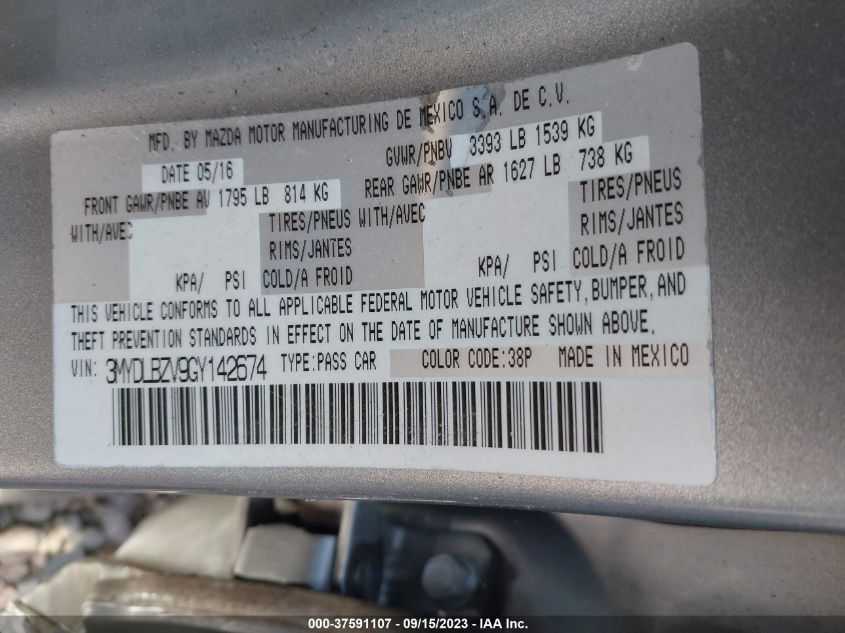 MFD. BY MAZDA MOTOR MANUFACTURING DE MEXICO S.A. DE C.V.
DATE 05/16 GVWR/PNBV 3393 LB 1539 KG
FRONT GAWR/PNBE AV 1795 LB 814 KG REAR GAWR/PNBE AR 1627 LB 738 KG
WITH/AVEC TIRES/PNEUS WITH/AVEC TIRES/PNEUS
RIMS/JANTES RIMS/JANTES
KPA/ PSI COLD/A FROID KPA/ PSI COLD/A FROID
THIS VEHICLE CONFORMS TO ALL APPLICABLE FEDERAL MOTOR VEHICLE SAFETY, BUMPER, AND
THEFT PREVENTION STANDARDS IN EFFECT ON THE DATE OF MANUFACTURE SHOWN ABOVE.
VIN: 3MYDLBZV9GY142674 TYPE:PASS CAR COLOR CODE:38P MADE IN MEXICO
000-37591107 - 09/15/2023 - IAA Inc.